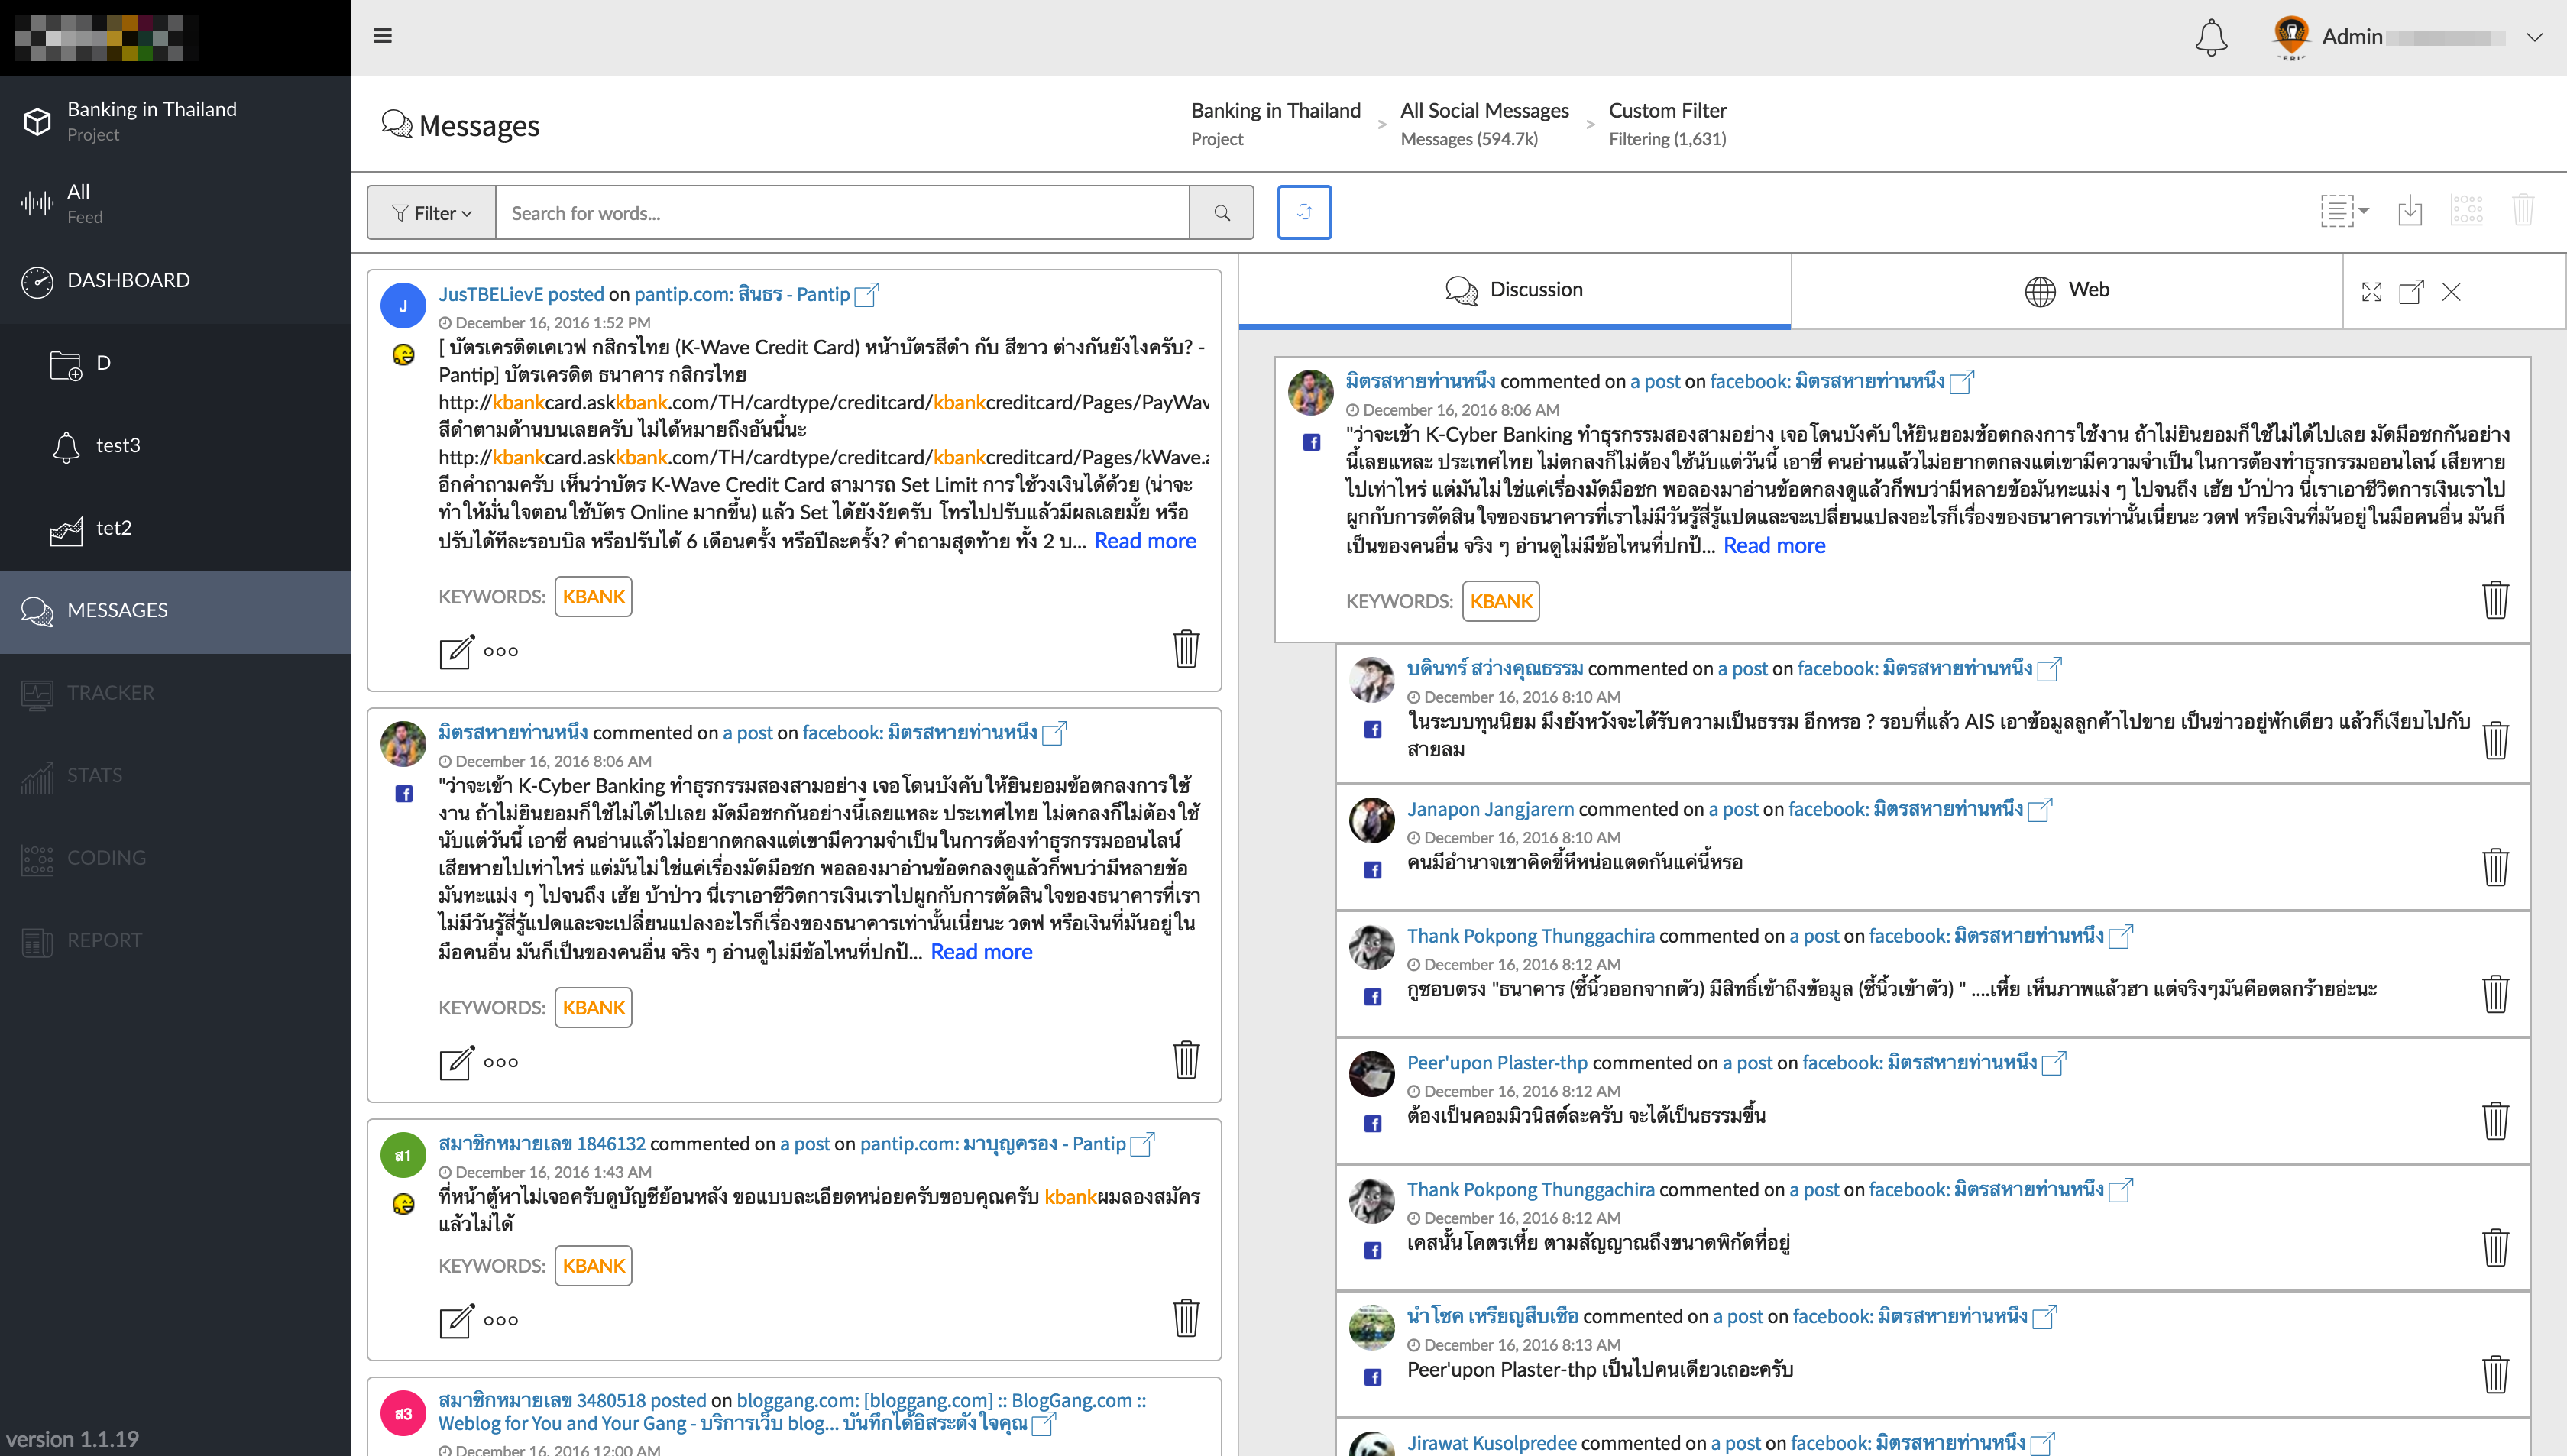 Admin
Banking in Thailand
Project
All
Feed
DASHBOARD
D
test3
tet2
MESSAGES
TRACKER
STATS
CODING
REPORT
version 1.1.19
Messages
Banking in Thailand
Project
>
All Social Messages
Messages (594.7k)
>
Custom Filter
Filtering (1,631)
Filter
Search for words...
J
JusTBELievE posted on pantip.com: สินธร - Pantip
December 16, 2016 1:52 PM
[ บัตรเครดิตเคเวฟ กสิกรไทย (K-Wave Credit Card) หน้าบัตรสีดำ กับ สีขาว ต่างกันยังไงครับ? -
Pantip] บัตรเครดิต ธนาคาร กสิกรไทย
http://kbankcard.askkbank.com/TH/cardtype/creditcard/kbankcreditcard/Pages/PayWav
สีดำตามด้านบนเลยครับ ไม่ได้หมายถึงอันนี้นะ
http://kbankcard.askkbank.com/TH/cardtype/creditcard/kbankcreditcard/Pages/kWave.a
อีกคำถามครับ เห็นว่าบัตร K-Wave Credit Card สามารถ Set Limit การใช้วงเงินได้ด้วย (น่าจะ
ทำให้มั่นใจตอนใช้บัตร Online มากขึ้น) แล้ว Set ได้ยังงัยครับ โทรไปปรับแล้วมีผลเลยมั้ย หรือ
ปรับได้ทีละรอบบิล หรือปรับได้ 6 เดือนครั้ง หรือปีละครั้ง? คำถามสุดท้าย ทั้ง 2 บ... Read more
KEYWORDS: KBANK
มิตรสหายท่านหนึ่ง commented on a post on facebook: มิตรสหายท่านหนึ่ง
December 16, 2016 8:06 AM
"ว่าจะเข้า K-Cyber Banking ทำธุรกรรมสองสามอย่าง เจอโดนบังคับให้ยินยอมข้อตกลงการใช้
งาน ถ้าไม่ยินยอมก็ใช้ไม่ได้ไปเลย มัดมือชกกันอย่างนี้เลยแหละ ประเทศไทย ไม่ตกลงก็ไม่ต้องใช้
นับแต่วันนี้ เอาซี่ คนอ่านแล้วไม่อยากตกลงแต่เขามีความจำเป็นในการต้องทำธุรกรรมออนไลน์
เสียหายไปเท่าไหร่ แต่มันไม่ใช่แค่เรื่องมัดมือชก พอลองมาอ่านข้อตกลงดูแล้วก็พบว่ามีหลายข้อ
มันทะแม่ง ๆ ไปจนถึง เฮ้ย บ้าป่าว นี่เราเอาชีวิตการเงินเราไปผูกกับการตัดสินใจของธนาคารที่เรา
ไม่มีวันรู้สี่รู้แปดและจะเปลี่ยนแปลงอะไรก็เรื่องของธนาคารเท่านั้นเนี่ยนะ วดฟ หรือเงินที่มันอยู่ใน
มือคนอื่น มันก็เป็นของคนอื่น จริง ๆ อ่านดูไม่มีข้อไหนที่ปกป้... Read more
KEYWORDS: KBANK
ส1
สมาชิกหมายเลข 1846132 commented on a post on pantip.com: มาบุญครอง - Pantip
December 16, 2016 1:43 AM
ที่หน้าตู้หาไม่เจอครับดูบัญชีย้อนหลัง ขอแบบละเอียดหน่อยครับขอบคุณครับ kbankผมลองสมัคร
แล้วไม่ได้
KEYWORDS: KBANK
ส3
สมาชิกหมายเลข 3480518 posted on bloggang.com: [bloggang.com] :: BlogGang.com ::
Weblog for You and Your Gang - บริการเว็บ blog... บันทึกได้อิสระดังใจคุณ
December 16, 2016 12:00 AM
Discussion
Web
มิตรสหายท่านหนึ่ง commented on a post on facebook: มิตรสหายท่านหนึ่ง
December 16, 2016 8:06 AM
"ว่าจะเข้า K-Cyber Banking ทำธุรกรรมสองสามอย่าง เจอโดนบังคับให้ยินยอมข้อตกลงการใช้งาน ถ้าไม่ยินยอมก็ใช้ไม่ได้ไปเลย มัดมือชกกันอย่าง
นี้เลยแหละ ประเทศไทย ไม่ตกลงก็ไม่ต้องใช้นับแต่วันนี้ เอาซี่ คนอ่านแล้วไม่อยากตกลงแต่เขามีความจำเป็นในการต้องทำธุรกรรมออนไลน์ เสียหาย
ไปเท่าไหร่ แต่มันไม่ใช่แค่เรื่องมัดมือชก พอลองมาอ่านข้อตกลงดูแล้วก็พบว่ามีหลายข้อมันทะแม่ง ๆ ไปจนถึง เฮ้ย บ้าป่าว นี่เราเอาชีวิตการเงินเราไป
ผูกกับการตัดสินใจของธนาคารที่เราไม่มีวันรู้สี่รู้แปดและจะเปลี่ยนแปลงอะไรก็เรื่องของธนาคารเท่านั้นเนี่ยนะ วดฟ หรือเงินที่มันอยู่ในมือคนอื่น มันก็
เป็นของคนอื่น จริง ๆ อ่านดูไม่มีข้อไหนที่ปกป้... Read more
KEYWORDS: KBANK
บดินทร์ สว่างคุณธรรม commented on a post on facebook: มิตรสหายท่านหนึ่ง
December 16, 2016 8:10 AM
ในระบบทุนนิยม มึงยังหวังจะได้รับความเป็นธรรม อีกหรอ ? รอบที่แล้ว AIS เอาข้อมูลลูกค้าไปขาย เป็นข่าวอยู่พักเดียว แล้วก็เงียบไปกับ
สายลม
Janapon Jangjarern commented on a post on facebook: มิตรสหายท่านหนึ่ง
December 16, 2016 8:10 AM
คนมีอำนาจเขาคิดขี้หีหน่อแตดกันแค่นี้หรอ
Thank Pokpong Thunggachira commented on a post on facebook: มิตรสหายท่านหนึ่ง
December 16, 2016 8:12 AM
กูชอบตรง "ธนาคาร (ชี้นิ้วออกจากตัว) มีสิทธิ์เข้าถึงข้อมูล (ชี้นิ้วเข้าตัว) " ....เหี้ย เห็นภาพแล้วฮา แต่จริงๆมันคือตลกร้ายอ่ะนะ
Peer'upon Plaster-thp commented on a post on facebook: มิตรสหายท่านหนึ่ง
December 16, 2016 8:12 AM
ต้องเป็นคอมมิวนิสต์ละครับ จะได้เป็นธรรมขึ้น
Thank Pokpong Thunggachira commented on a post on facebook: มิตรสหายท่านหนึ่ง
December 16, 2016 8:12 AM
เคสนั้นโคตรเหี้ย ตามสัญญาณถึงขนาดพิกัดที่อยู่
นำโชค เหรียญสืบเชื้อ commented on a post on facebook: มิตรสหายท่านหนึ่ง
December 16, 2016 8:13 AM
Peer'upon Plaster-thp เป็นไปคนเดียวเถอะครับ
Jirawat Kusolpredee commented on a post on facebook: มิตรสหายท่านหนึ่ง